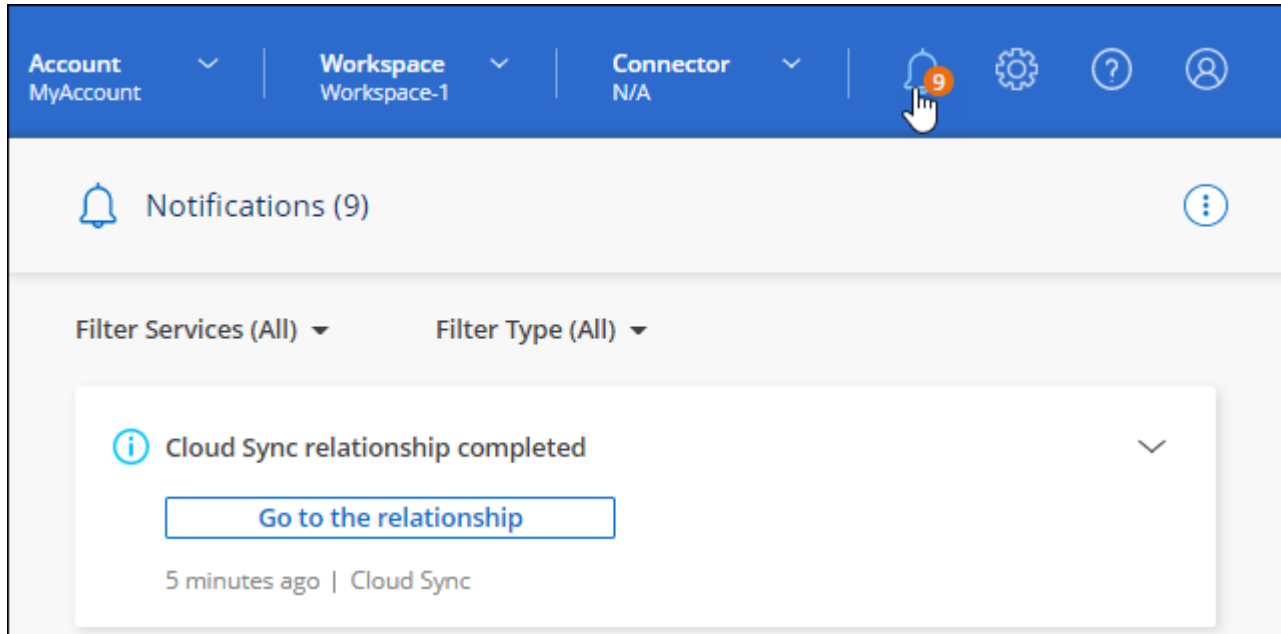 Account Workspace Connector
MyAccount Workspace-1 N/A
9
Notifications (9)
Filter Services (All) Filter Type (All)
Cloud Sync relationship completed
Go to the relationship
5 minutes ago | Cloud Sync